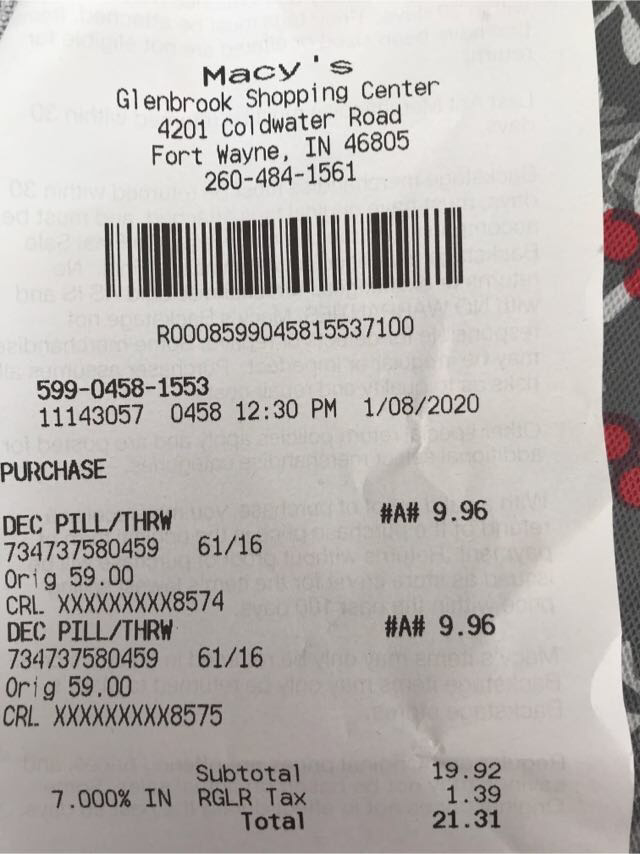 Macy's
Glenbrook Shopping Center
4201 Coldwater Road
Fort Wayne, IN 46805
260-484-1561
R0008599045815537100
599-0458-1553
11143057 0458 12:30 PM 1/08/2020
PURCHASE
DEC PILL/THRW #A# 9.96
734737580459 61/16
Orig 59.00
CRL XXXXXXXXX8574
DEC PILL/THRW #A# 9.96
734737580459 61/16
Orig 59.00
CRL XXXXXXXXX8575
Subtotal 19.92
7.000% IN RGLR Tax 1.39
Total 21.31